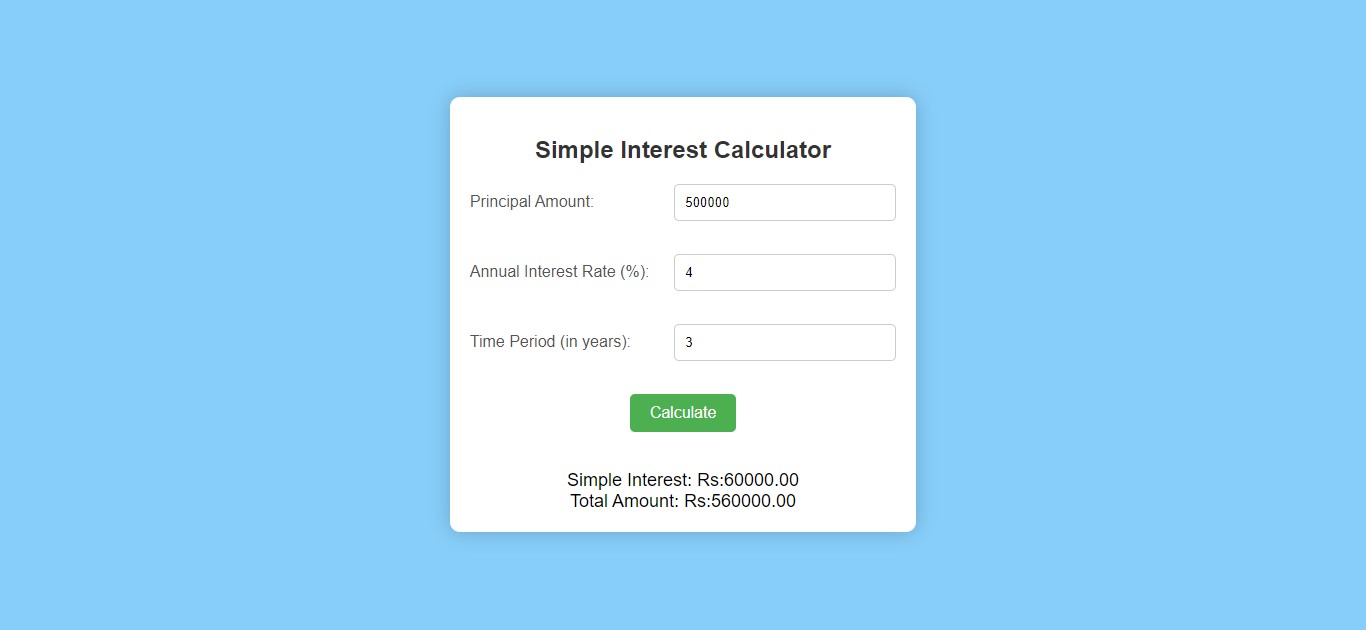 Simple Interest Calculator
Principal Amount: 500000
Annual Interest Rate (%): 4
Time Period (in years): 3
Calculate
Simple Interest: Rs:60000.00
Total Amount: Rs:560000.00